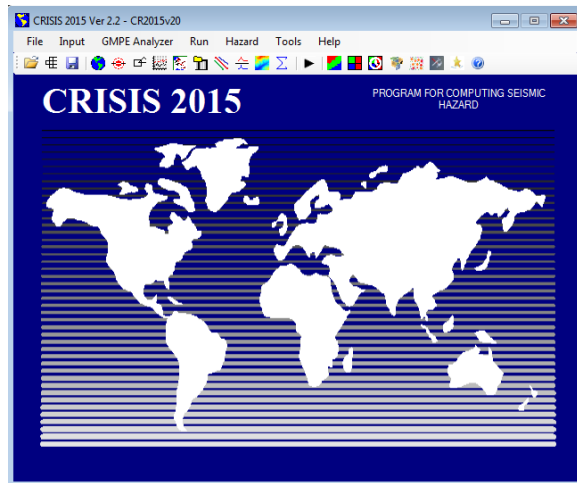 CRISIS 2015 Ver 2.2 - CR2015v20
File Input GMPE Analyzer Run Hazard Tools Help
CRISIS 2015
PROGRAM FOR COMPUTING SEISMIC
HAZARD